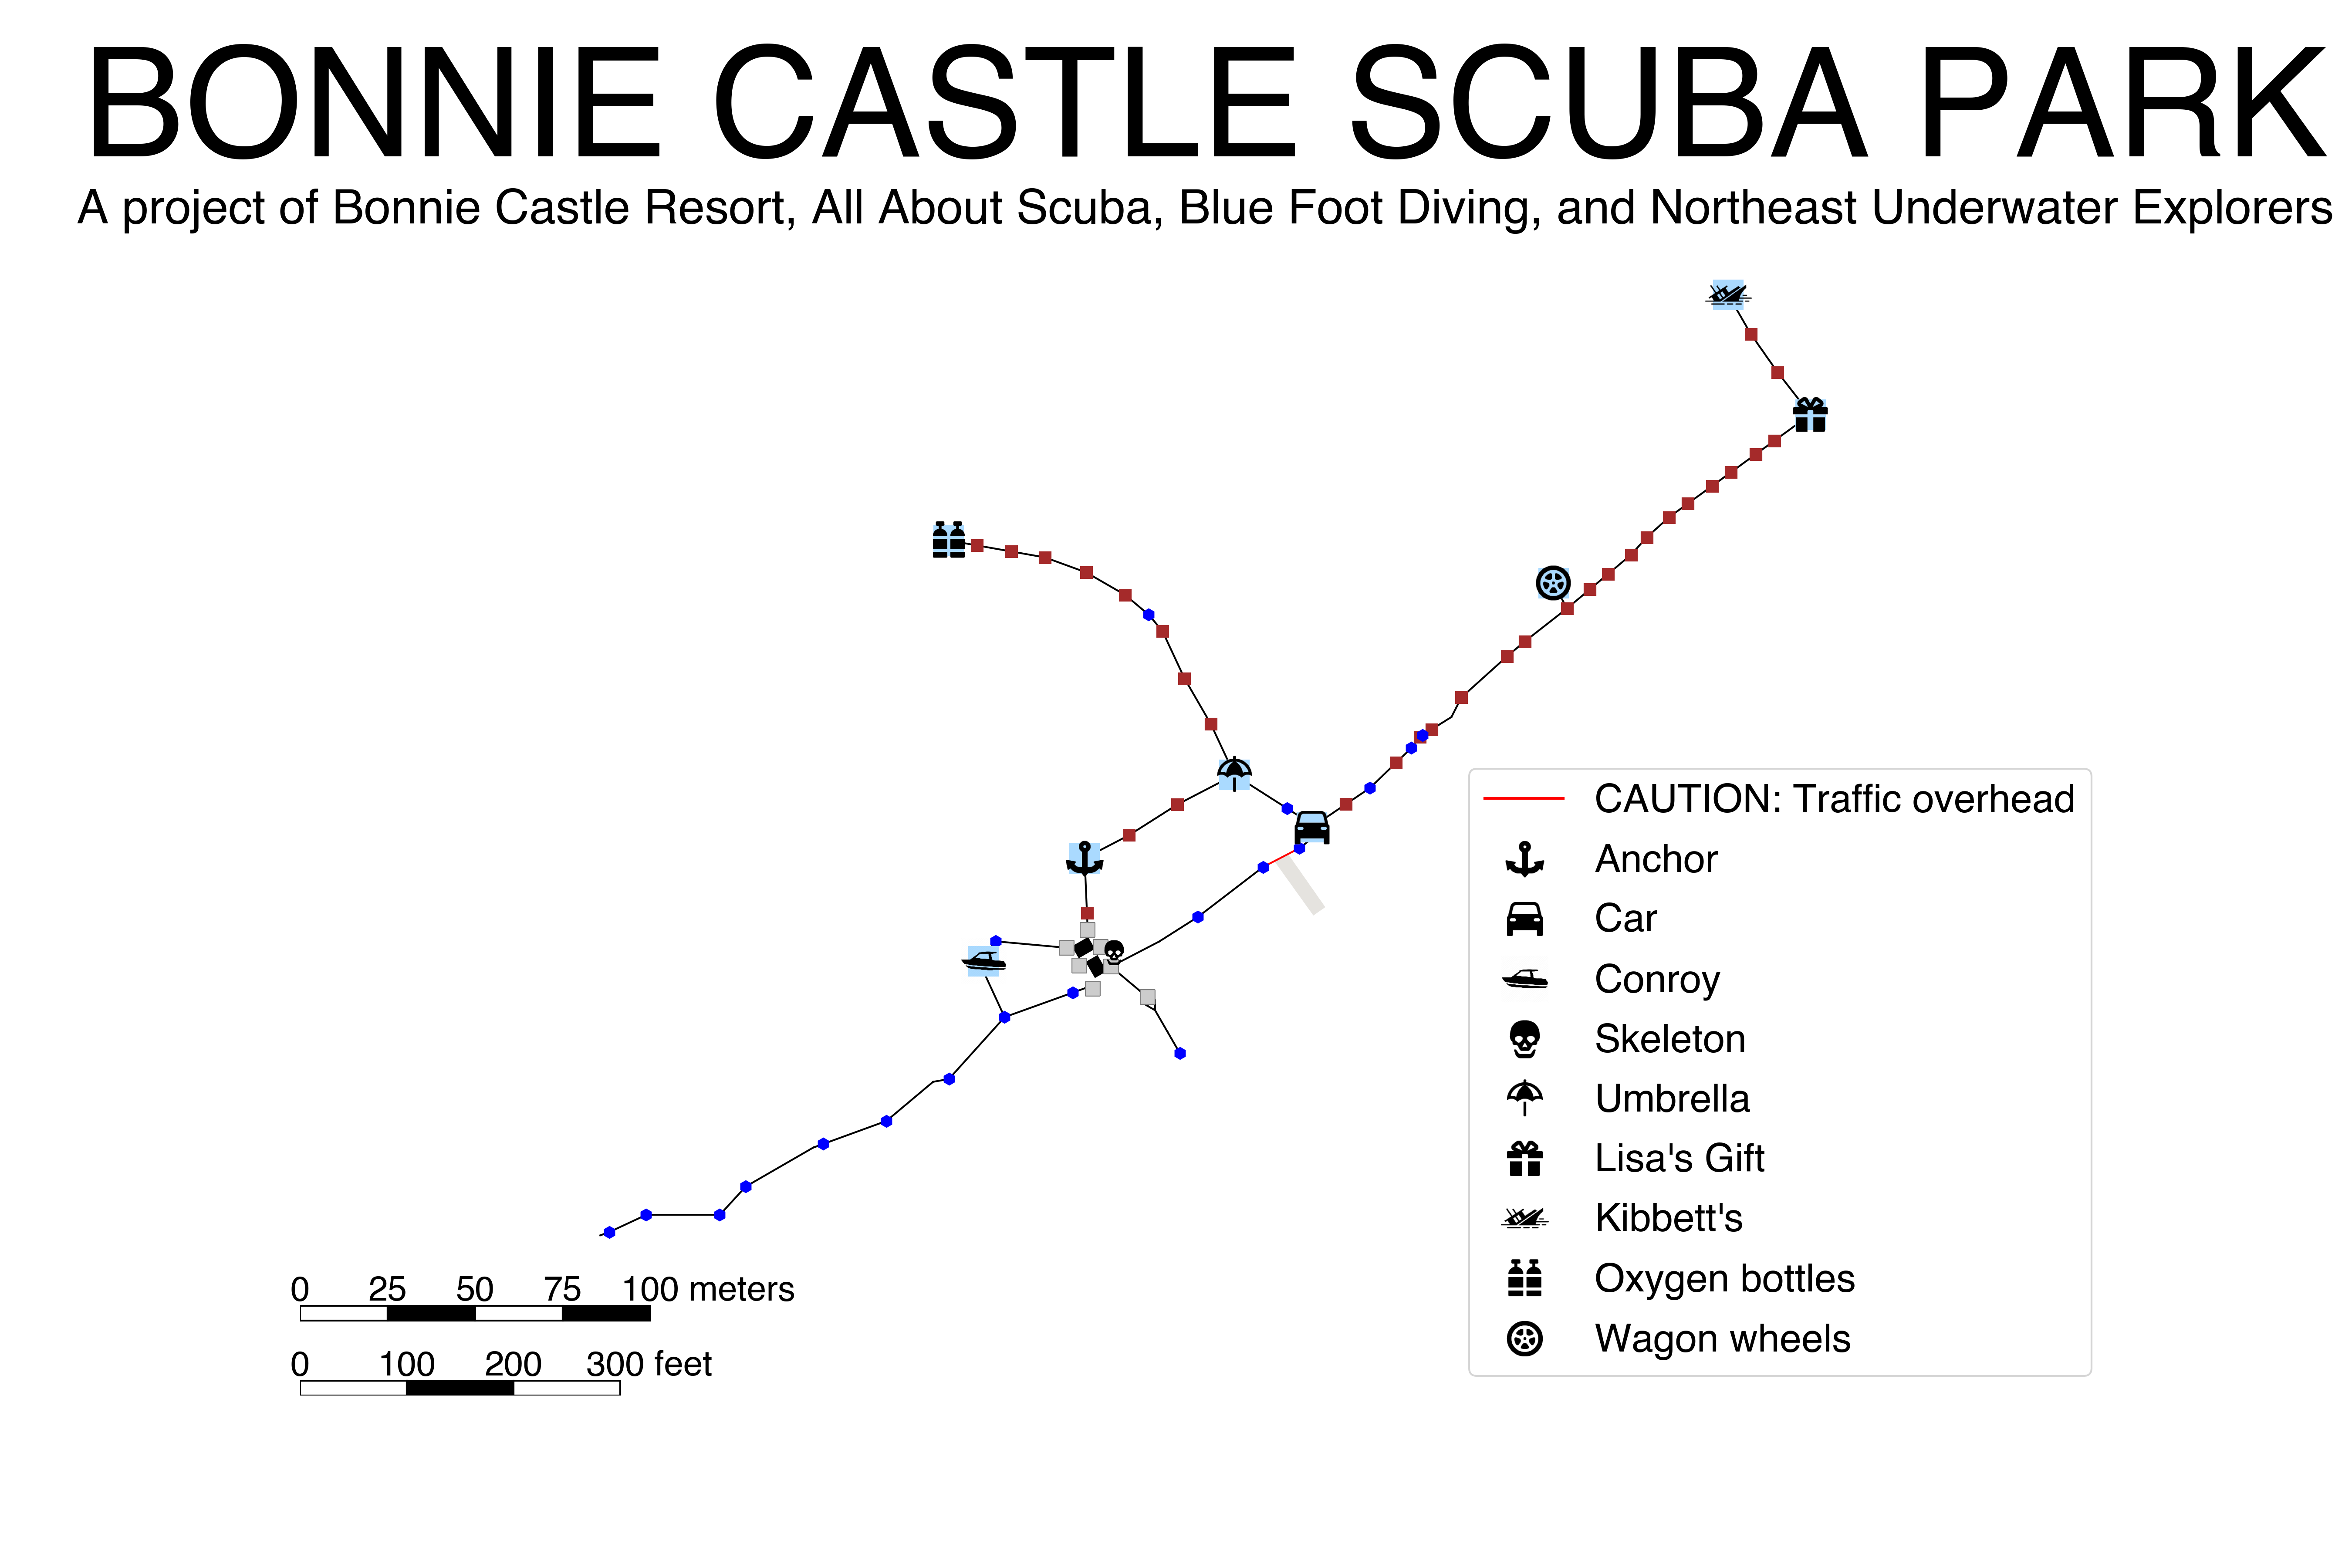 BONNIE CASTLE SCUBA PARK
A project of Bonnie Castle Resort, All About Scuba, Blue Foot Diving, and Northeast Underwater Explorers
CAUTION: Traffic overhead
Anchor
Car
Conroy
Skeleton
Umbrella
Lisa's Gift
Kibbett's
Oxygen bottles
Wagon wheels
0 25 50 75 100 meters
0 100 200 300 feet